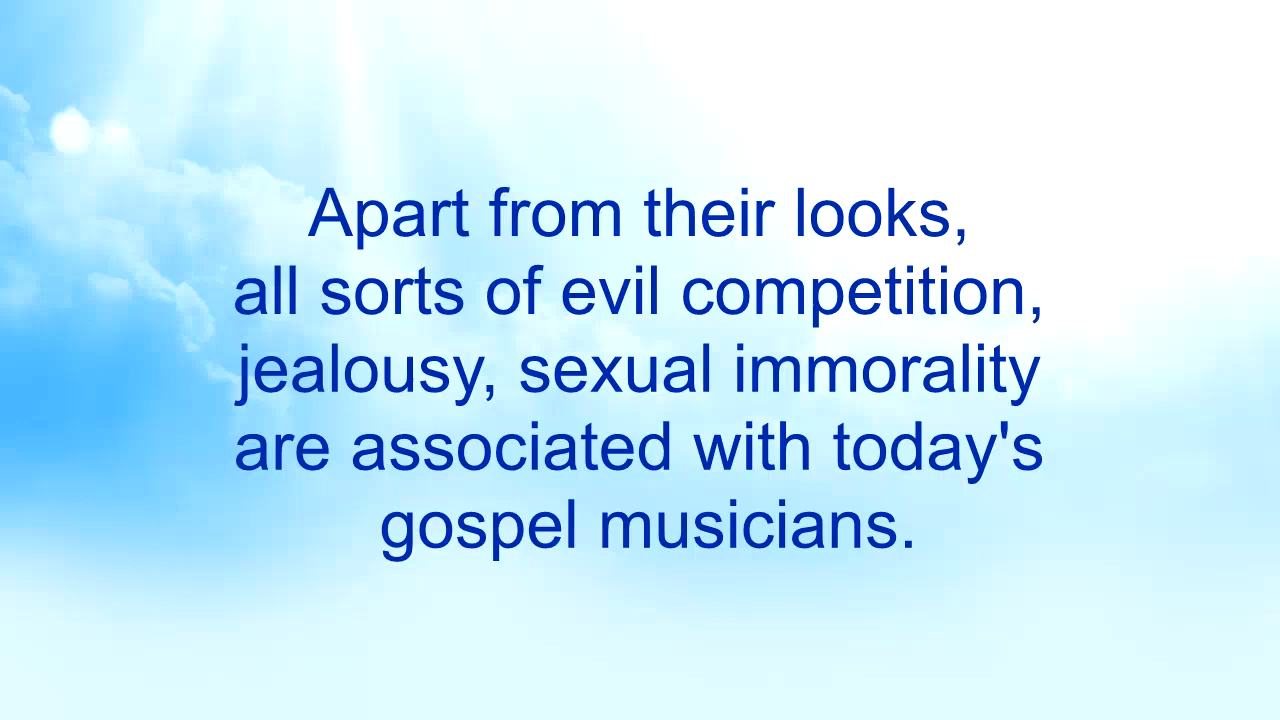 Apart from their looks,
all sorts of evil competition,
jealousy, sexual immorality
are associated with today's
gospel musicians.